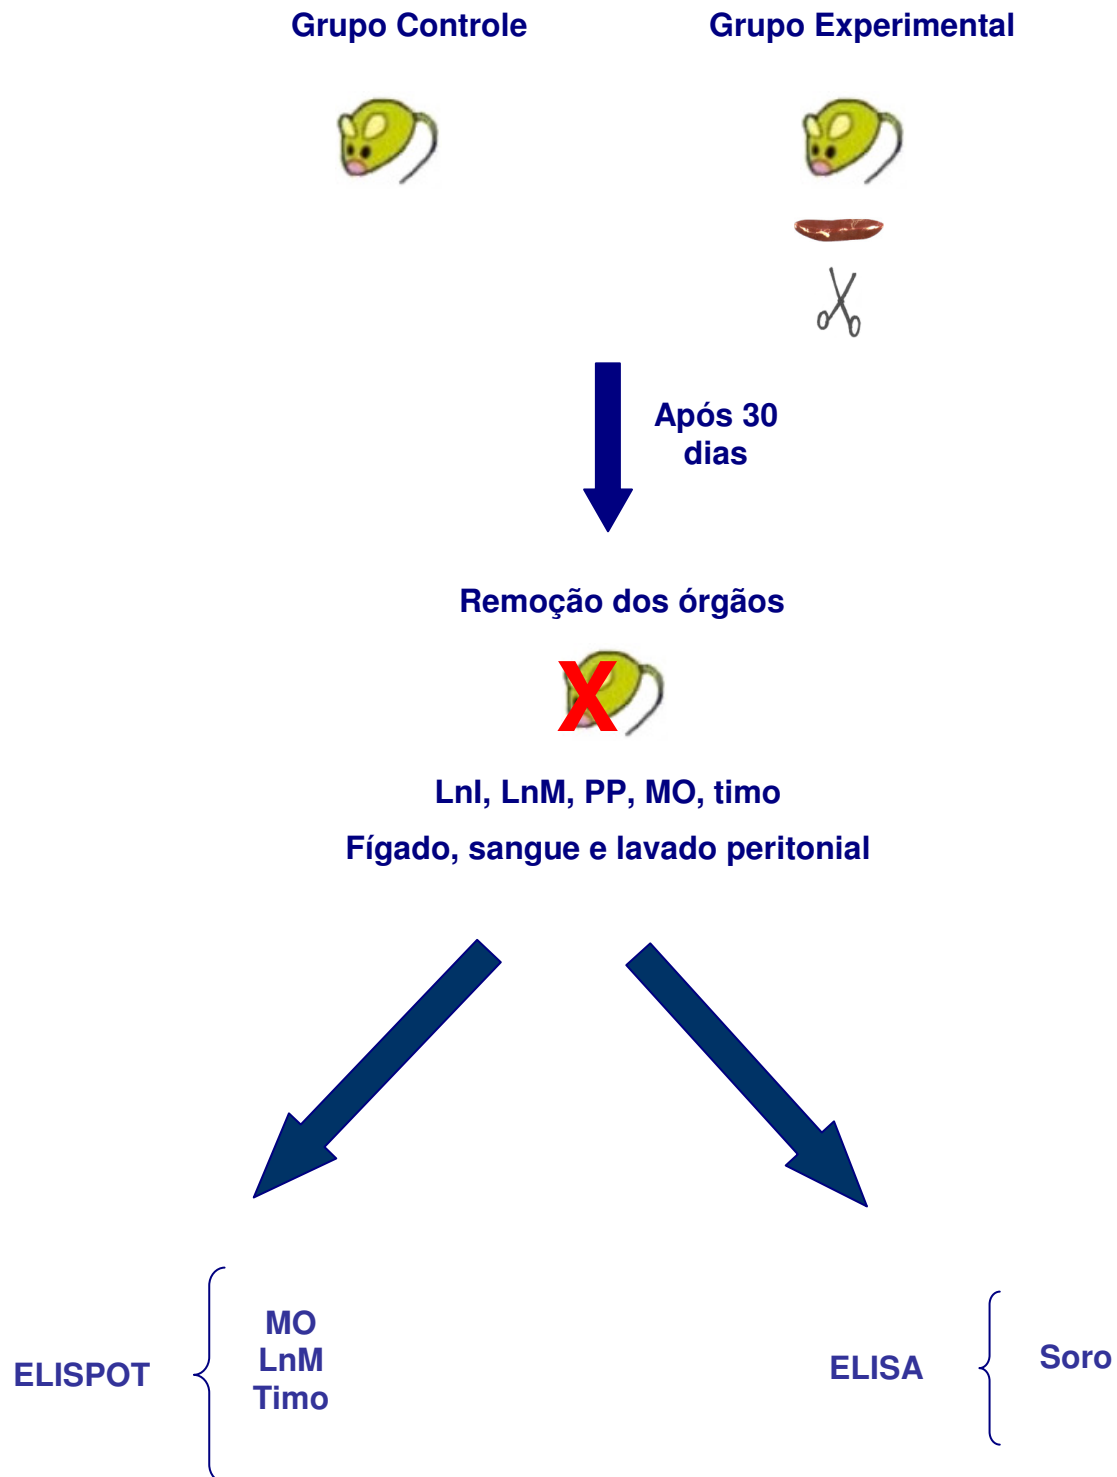 Grupo Controle
Grupo Experimental
Após 30
dias
Remoção dos órgãos
X
LnI, LnM, PP, MO, timo
Fígado, sangue e lavado peritonial
ELISPOT
MO
LnM
Timo
ELISA
Soro